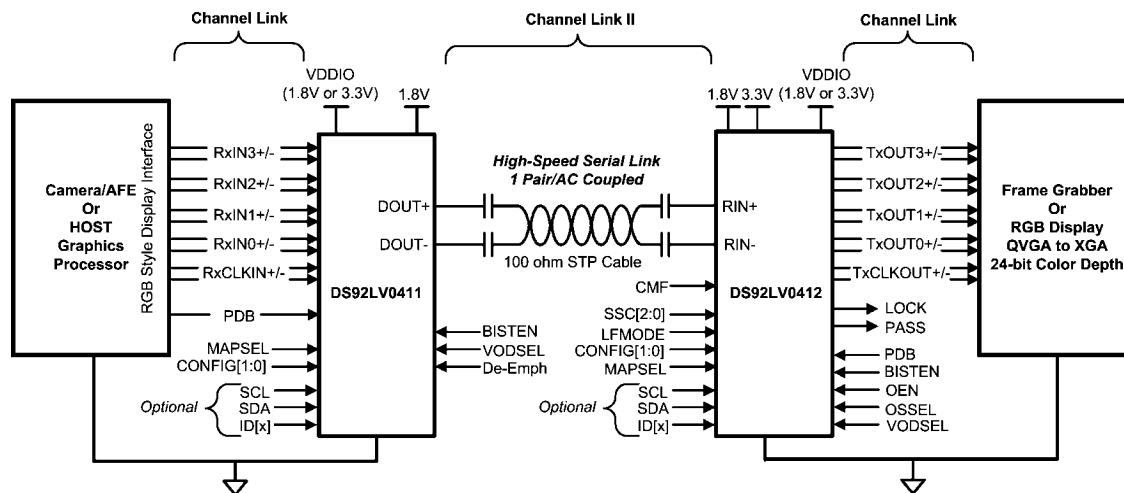 Channel Link
Channel Link II
Channel Link
VDDIO
(1.8V or 3.3V)
1.8V
1.8V 3.3V
VDDIO
(1.8V or 3.3V)
Camera/AFE
Or
HOST
Graphics
Processor
RGB Style Display Interface
RxIN3+/-
RxIN2+/-
RxIN1+/-
RxIN0+/-
RxCLKIN+/-
PDB
MAPSEL
CONFIG[1:0]
Optional
SCL
SDA
ID[x]
DOUT+
DOUT-
DS92LV0411
BISTEN
VODSEL
De-Emph
High-Speed Serial Link
1 Pair/AC Coupled
100 ohm STP Cable
RIN+
RIN-
DS92LV0412
CMF
SSC[2:0]
LFMODE
CONFIG[1:0]
MAPSEL
Optional
SCL
SDA
ID[x]
TxOUT3+/-
TxOUT2+/-
TxOUT1+/-
TxOUT0+/-
TxCLKOUT+/-
LOCK
PASS
PDB
BISTEN
OEN
OSSEL
VODSEL
Frame Grabber
Or
RGB Display
QVGA to XGA
24-bit Color Depth